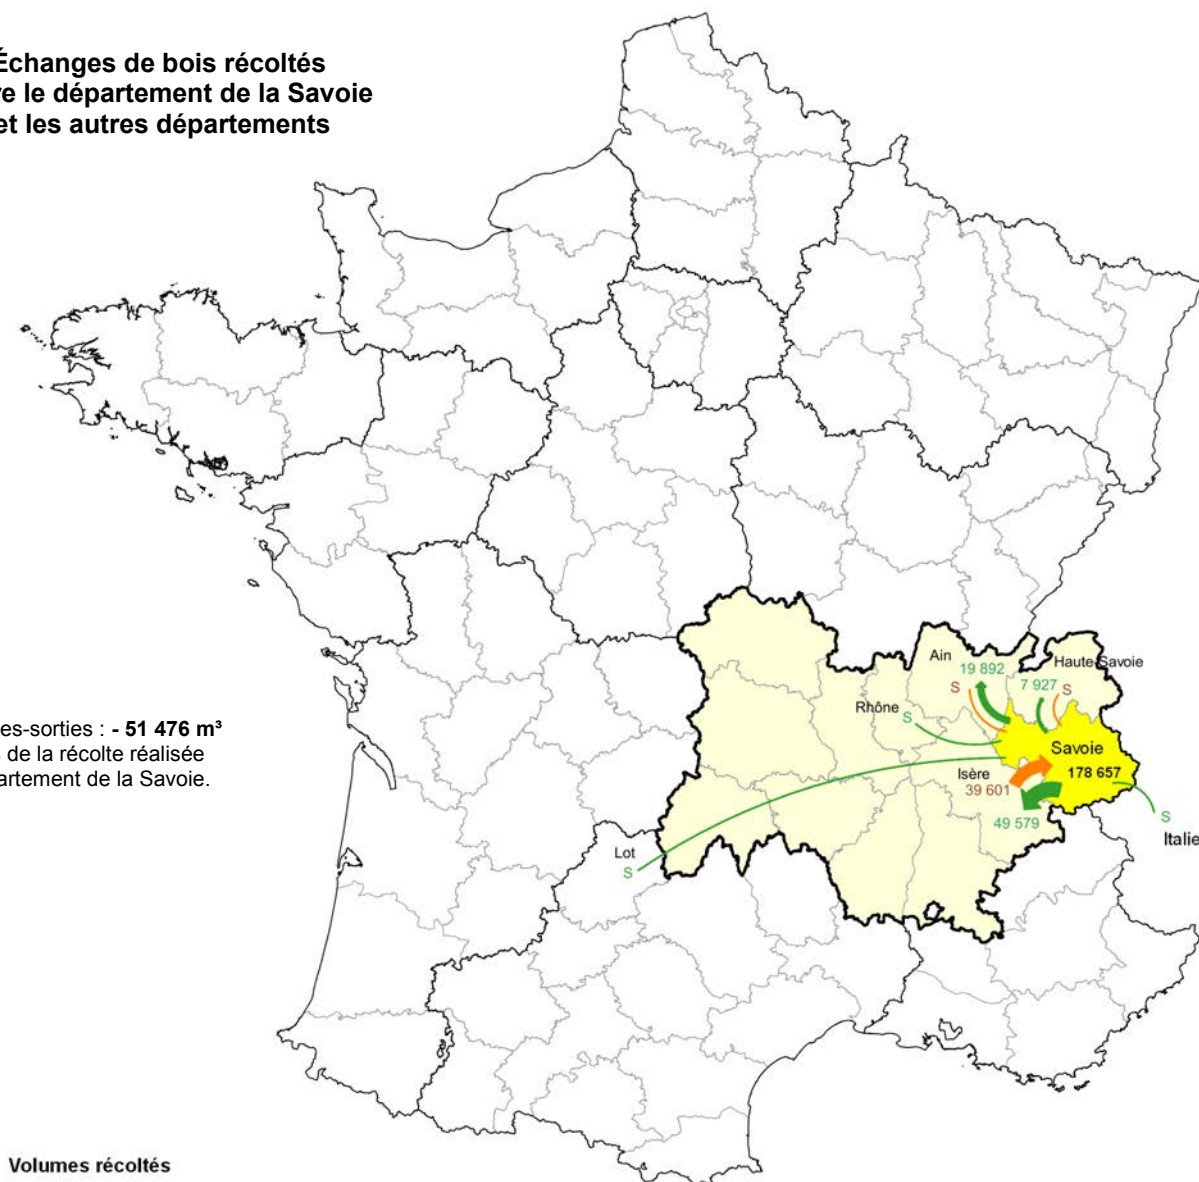 Échanges de bois récoltés
re le département de la Savoie
et les autres départements
Ain
19 892
S
7 927
Haute-Savoie
S
Rhône
S
Savoie
178 657
Isère
39 601
49 579
S
Italie
Lot
S
es-sorties : - 51 476 m³
de la récolte réalisée
artement de la Savoie.
Volumes récoltés